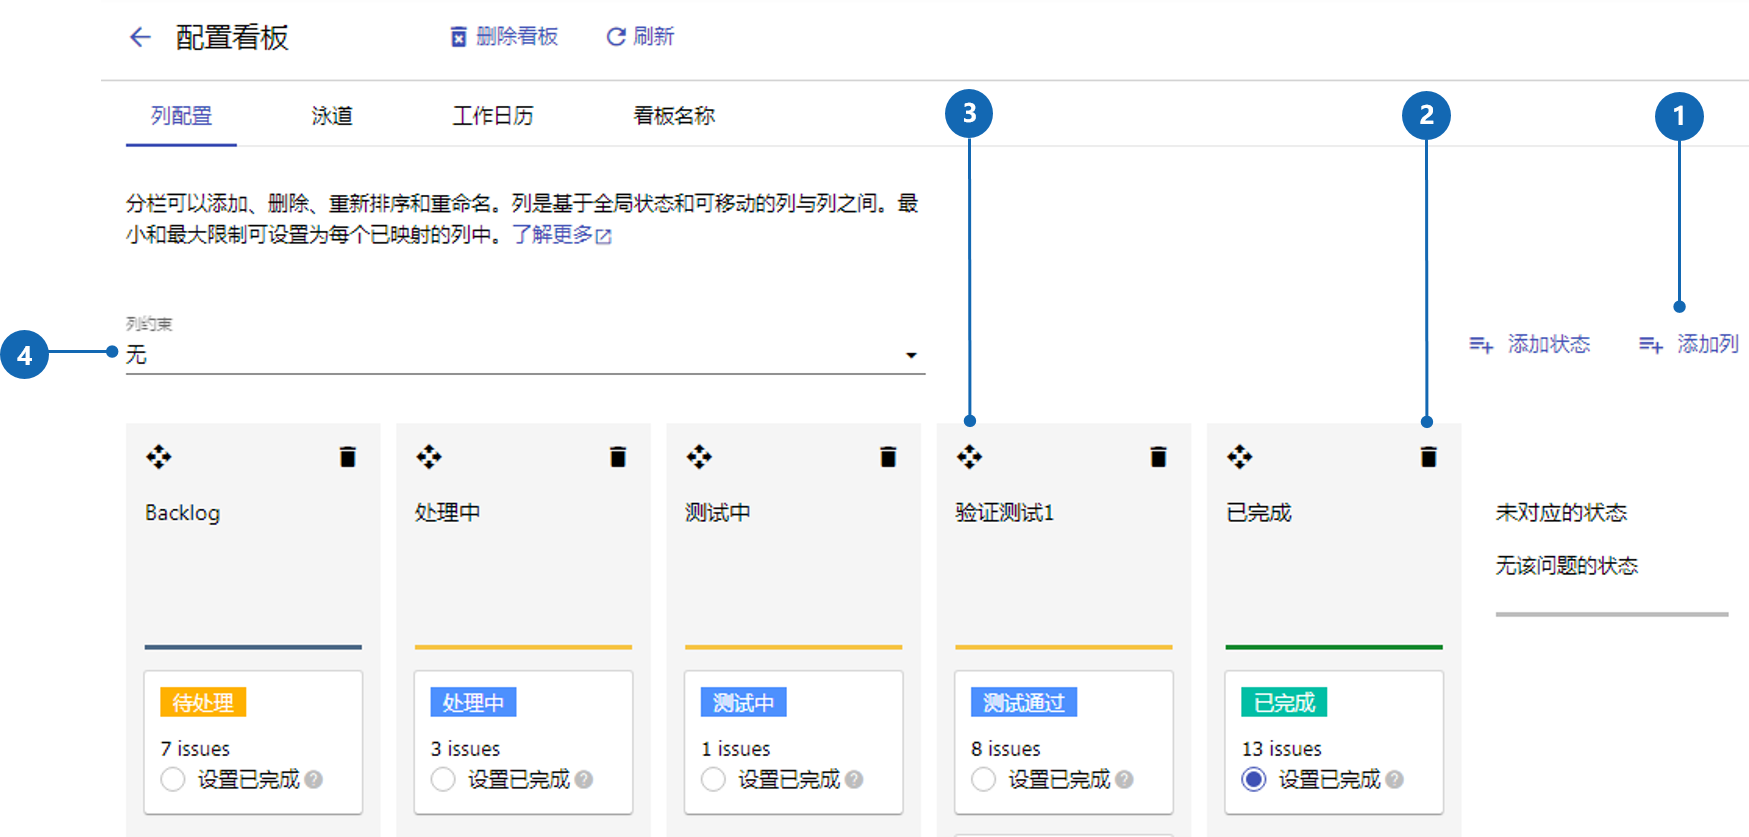 配置看板
删除看板
刷新
列配置
泳道
工作日历
看板名称
3
2
1
分栏可以添加、删除、重新排序和重命名。列是基于全局状态和可移动的列与列之间。最
小和最大限制可设置为每个已映射的列中。了解更多
列约束
4
无
添加状态
添加列
Backlog
处理中
测试中
验证测试1
已完成
未对应的状态
无该问题的状态
待处理
处理中
测试中
测试通过
已完成
7 issues
3 issues
1 issues
8 issues
13 issues
设置已完成
设置已完成
设置已完成
设置已完成
设置已完成